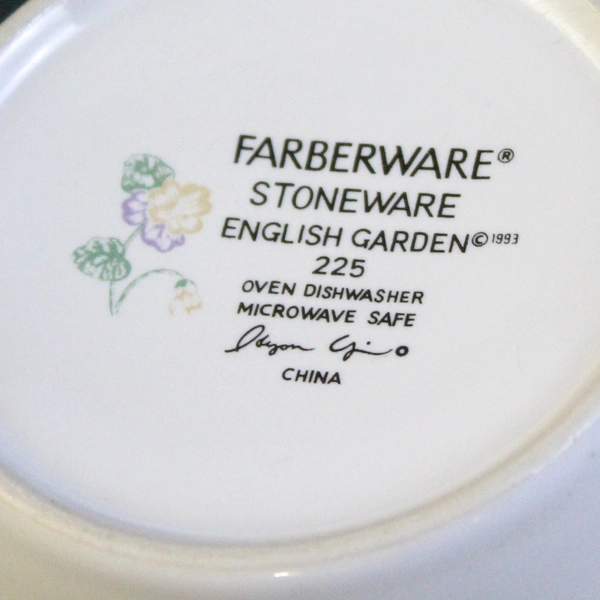 FARBERWARE®
STONEWARE
ENGLISH GARDEN© 1993
225
OVEN DISHWASHER
MICROWAVE SAFE
CHINA